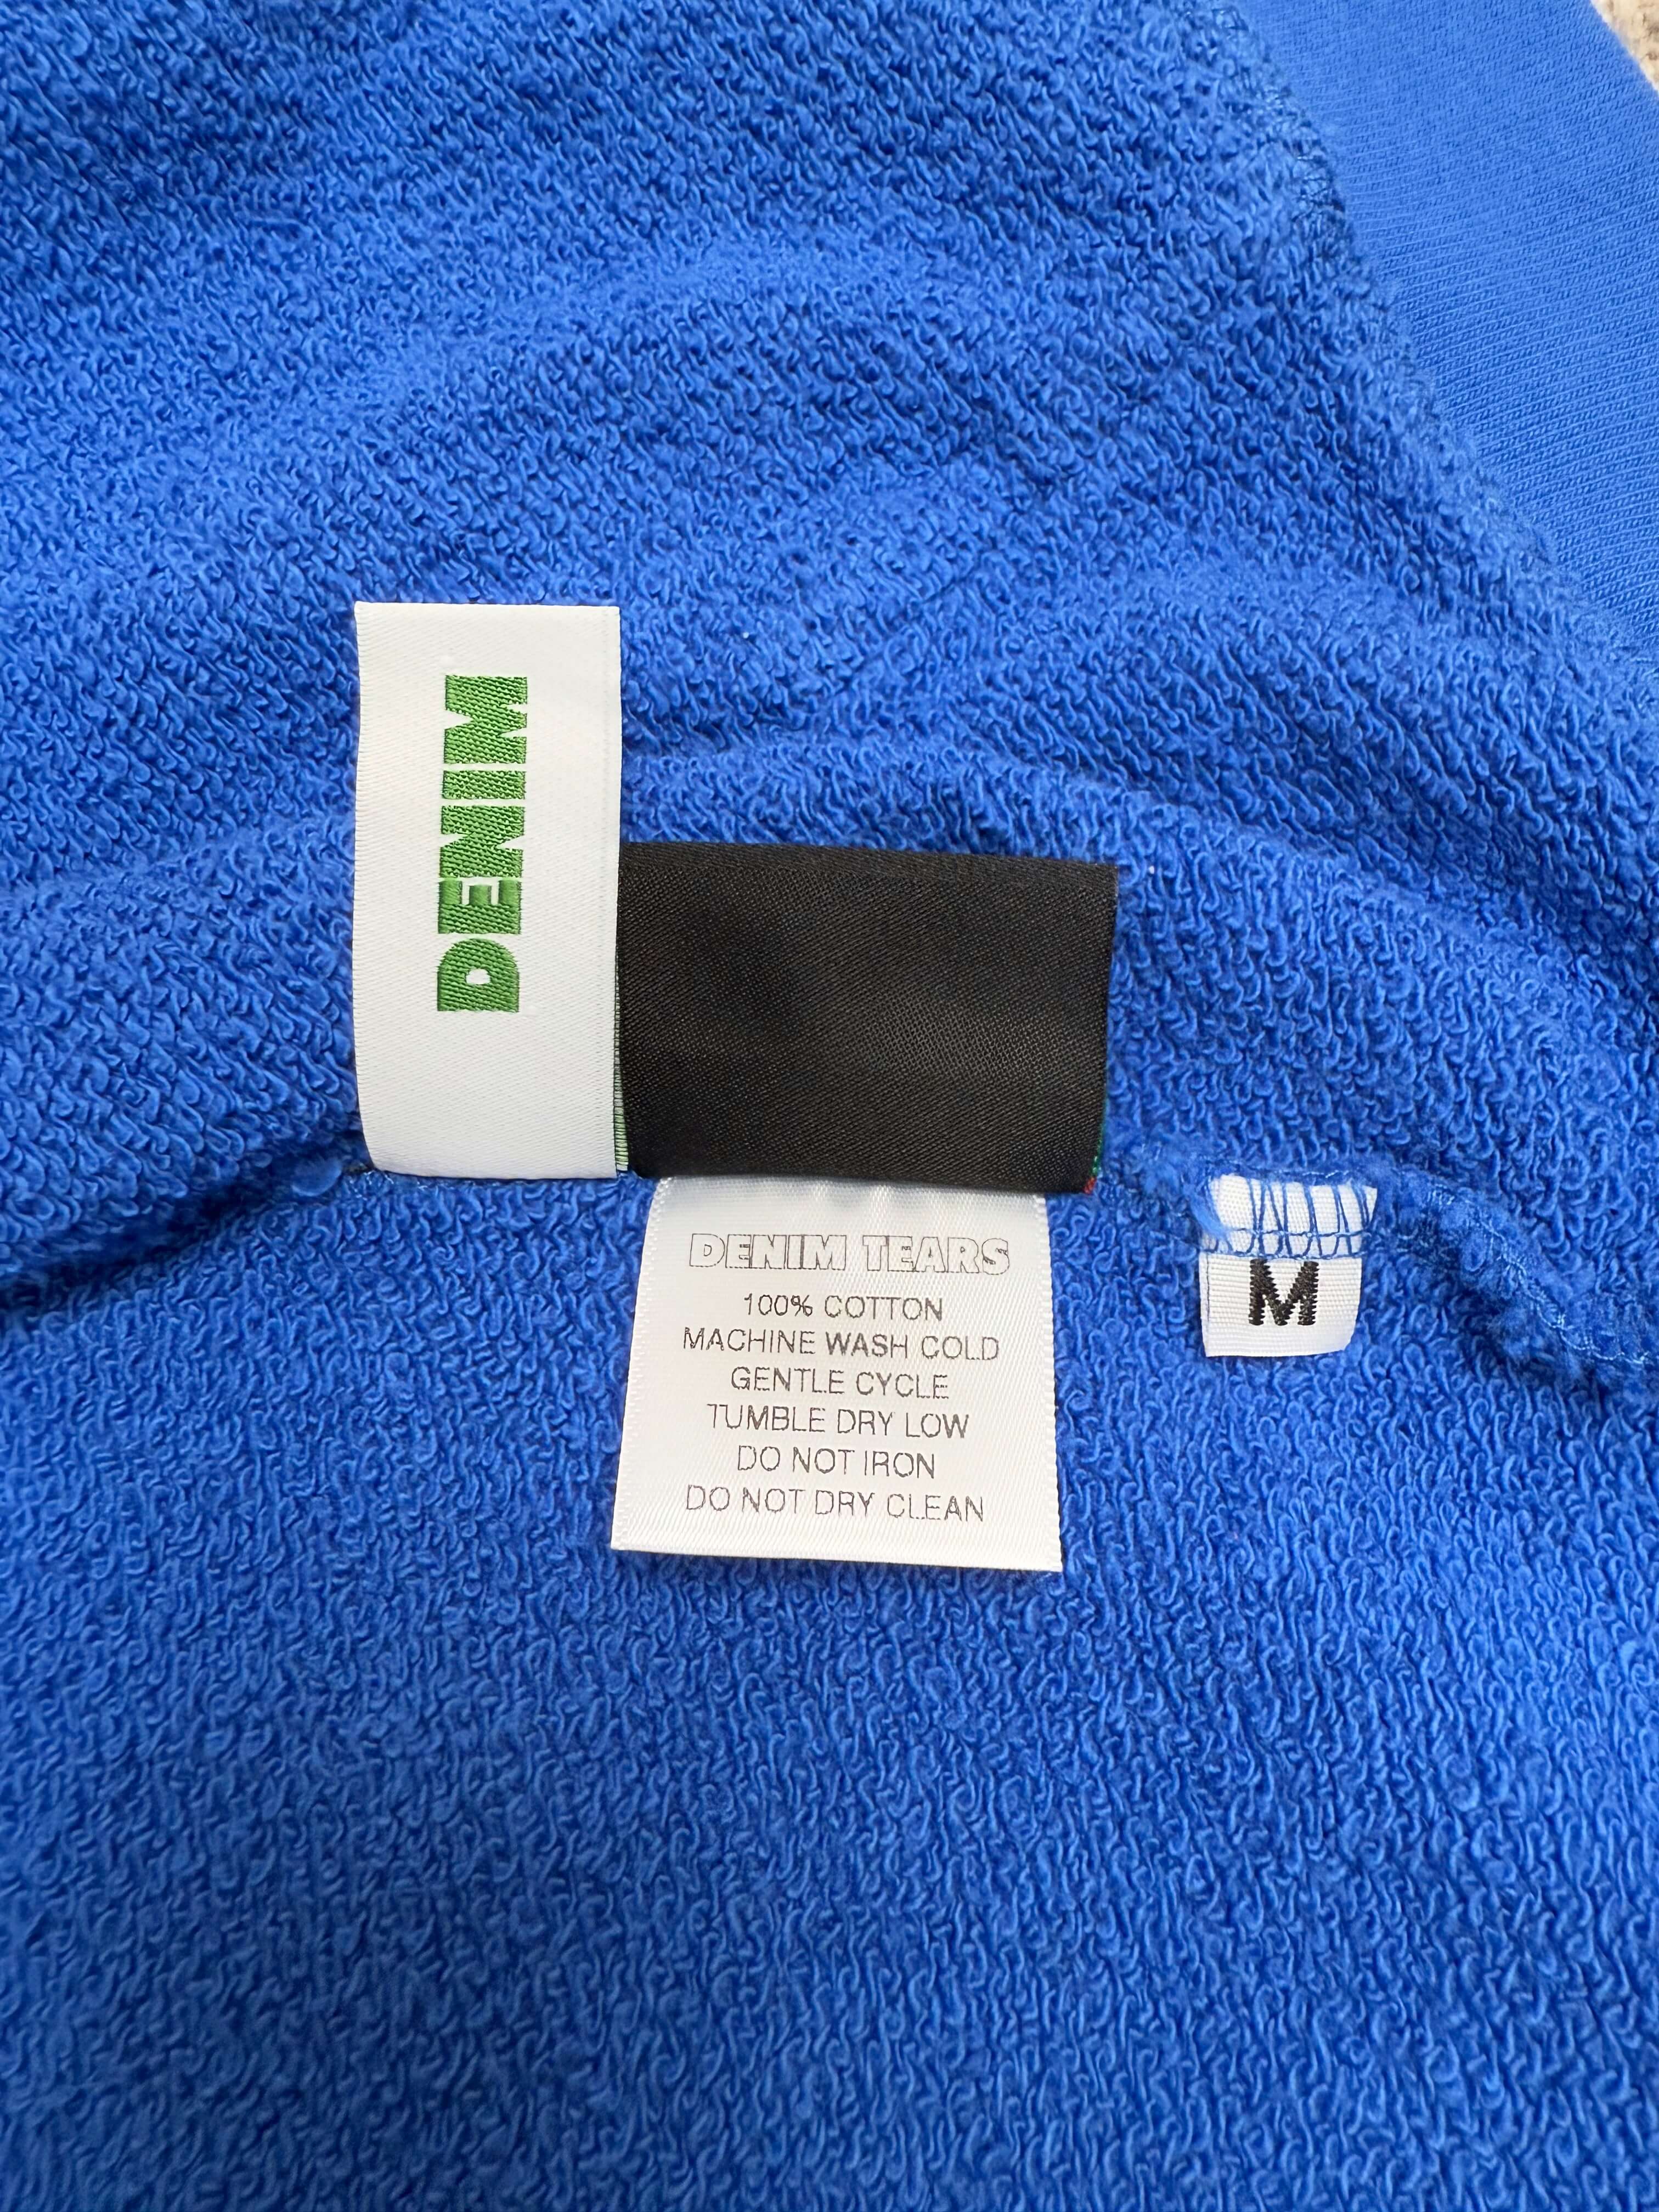 DENIM
DENIM TEARS
100% COTTON
MACHINE WASH COLD
GENTLE CYCLE
TUMBLE DRY LOW
DO NOT IRON
DO NOT DRY CLEAN
M